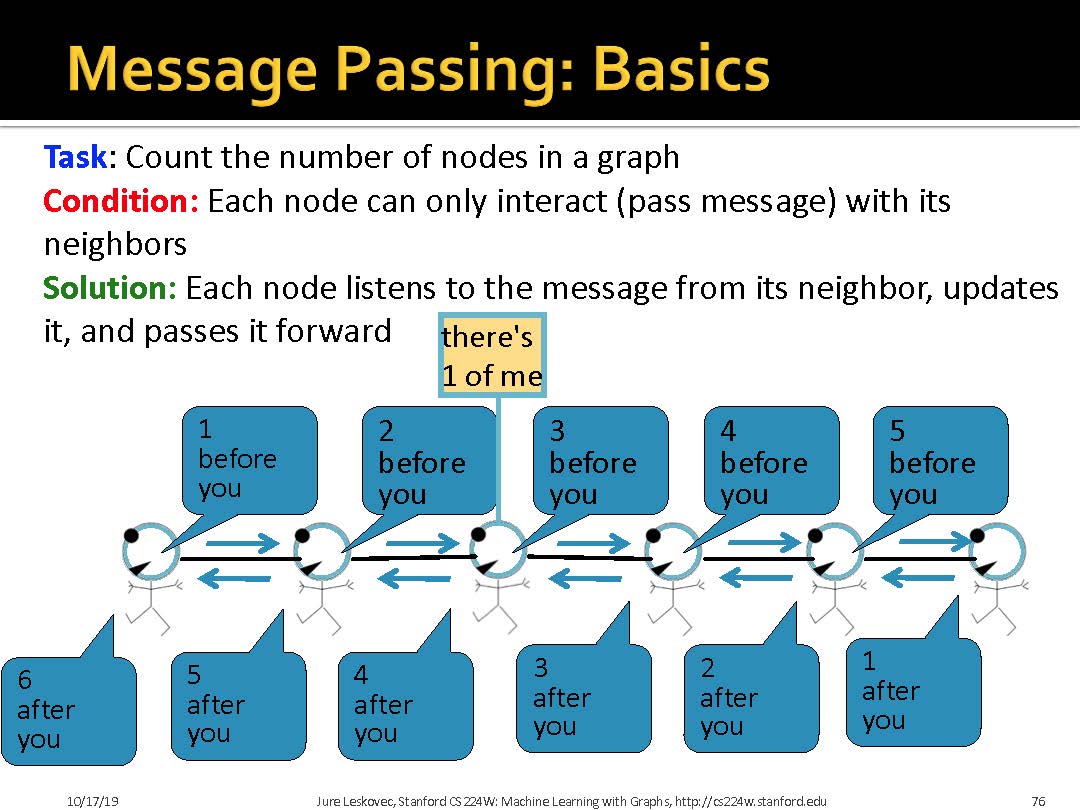 Message Passing: Basics
Task: Count the number of nodes in a graph
Condition: Each node can only interact (pass message) with its
neighbors
Solution: Each node listens to the message from its neighbor, updates
it, and passes it forward
there's
1 of me
1
before
you
2
before
you
3
before
you
4
before
you
5
before
you
6
after
you
5
after
you
4
after
you
3
after
you
2
after
you
1
after
you
10/17/19
Jure Leskovec, Stanford CS224W: Machine Learning with Graphs, http://cs224w.stanford.edu
76